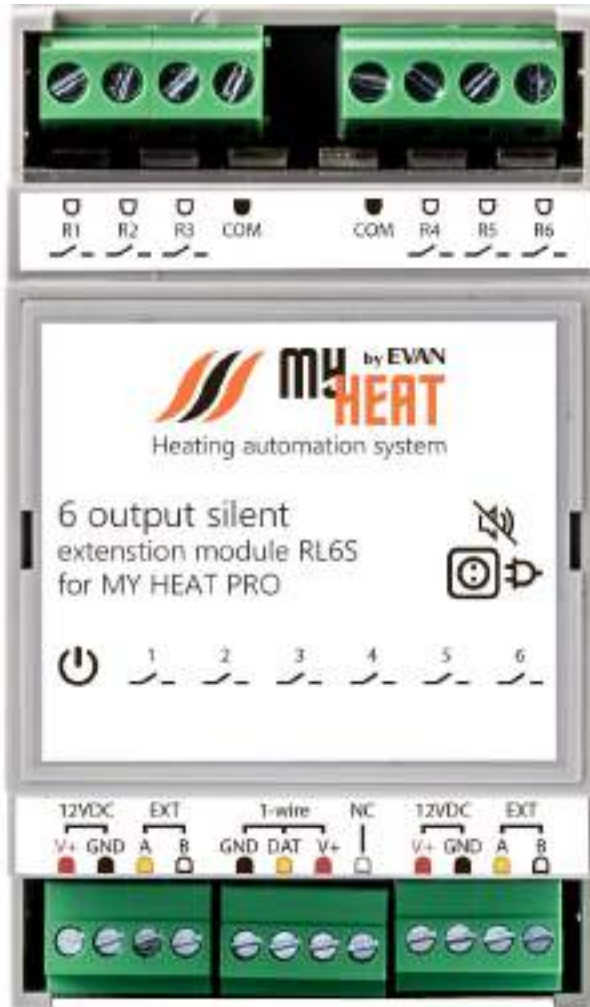 R1 R2 R3 COM COM R4 R5 R6
MY HEAT by EVAN
Heating automation system
6 output silent
extenstion module RL6S
for MY HEAT PRO
1 2 3 4 5 6
12VDC EXT 1-wire NC 12VDC EXT
V+ GND A B GND DAT V+ V+ GND A B